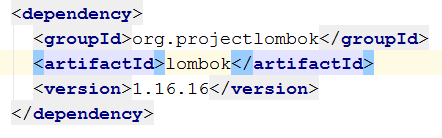 <dependency>
<groupId>org.projectlombok</groupId>
<artifactId>lombok</artifactId>
<version>1.16.16</version>
</dependency>